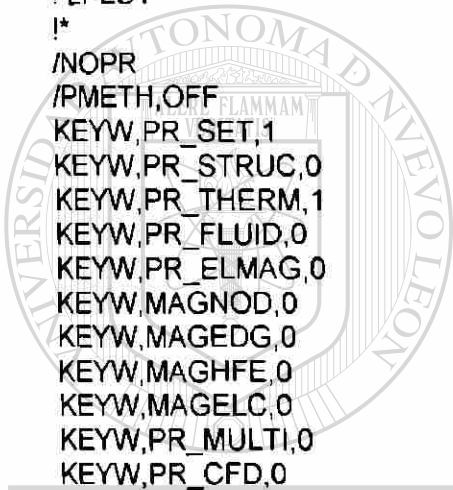 !*
/NOPR
/PMETH,OFF
KEYW,PR_SET,1
KEYW,PR_STRUC,0
KEYW,PR_THERM,1
KEYW,PR_FLUID,0
KEYW,PR_ELMAG,0
KEYW,MAGNOD,0
KEYW,MAGEDG,0
KEYW,MAGHFE,0
KEYW,MAGELC,0
KEYW,PR_MULTI,0
KEYW,PR_CFD,0